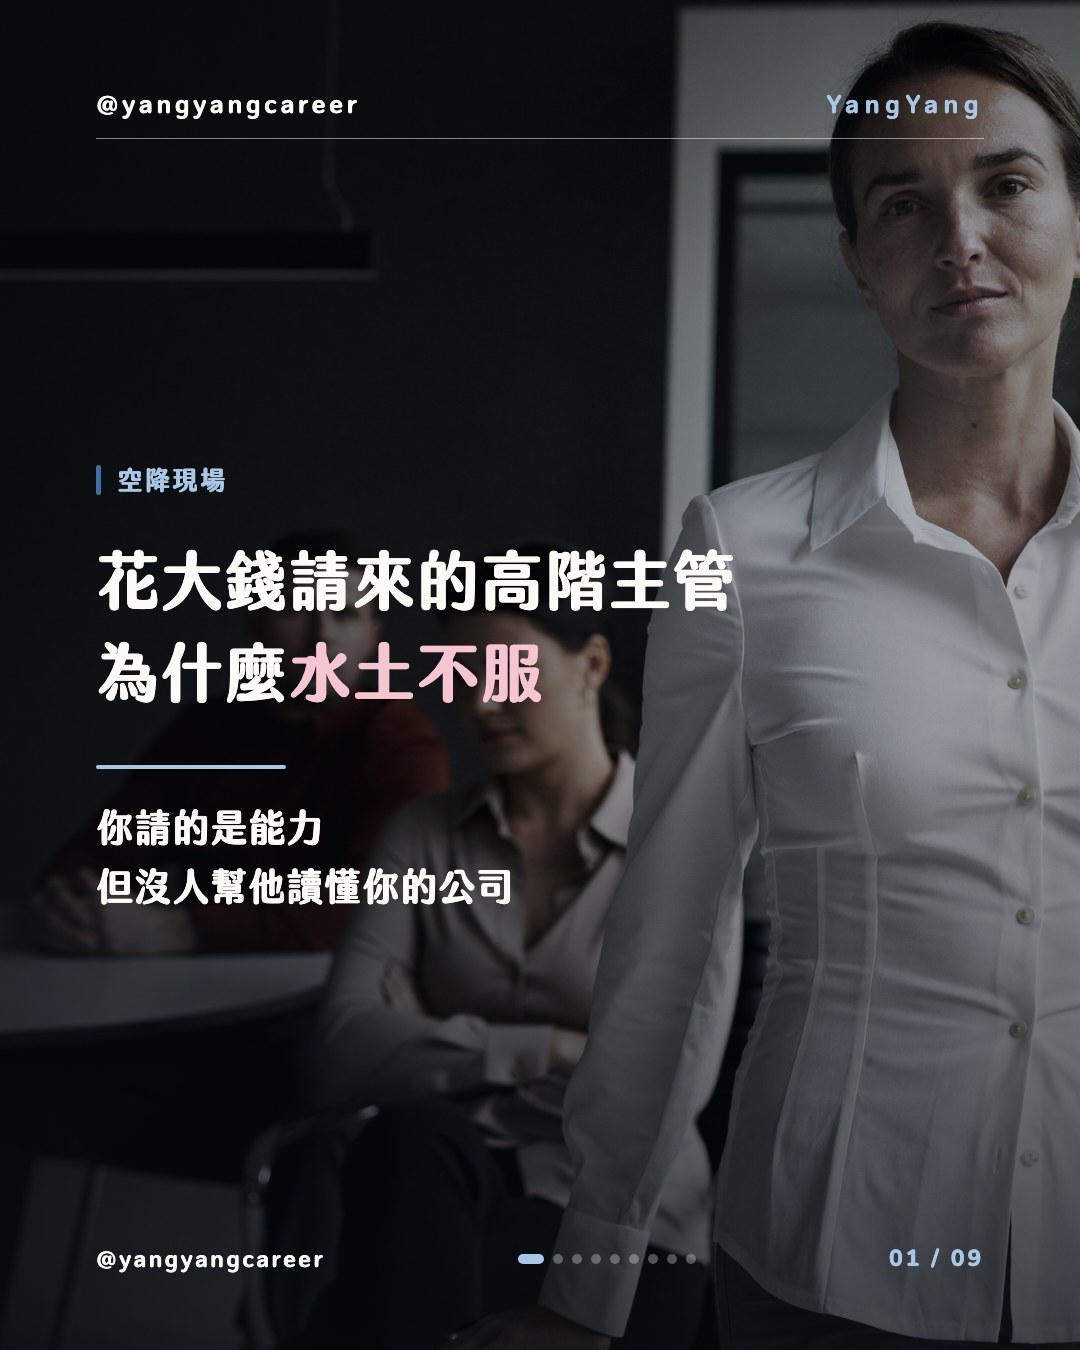 @yangyangcareer
YangYang
空降現場
花大錢請來的高階主管
為什麼水土不服
你請的是能力
但沒人幫他讀懂你的公司
@yangyangcareer
01 / 09